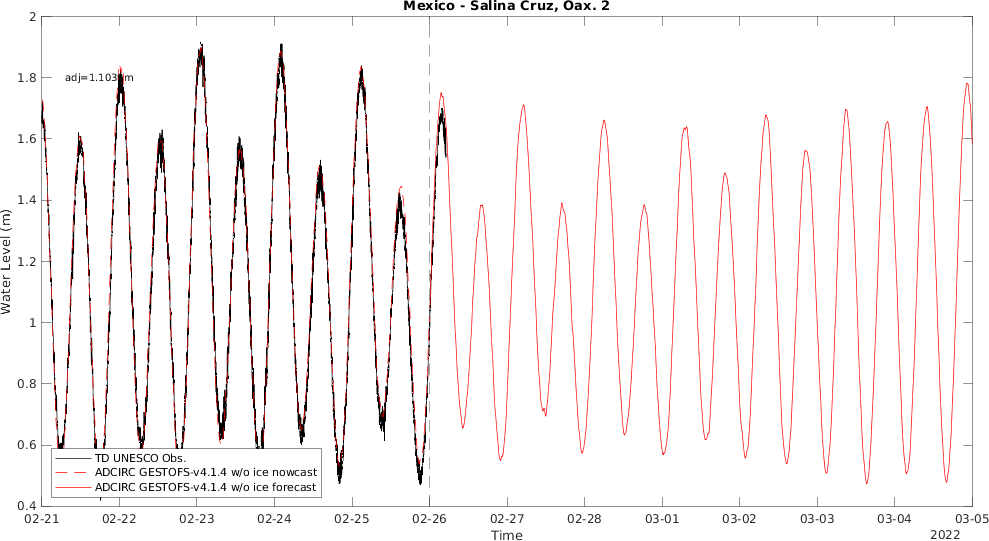 Mexico - Salina Cruz, Oax. 2
2
1.8
1.6
1.4
1.2
1
0.8
0.6
0.4
Water Level (m)
TD UNESCO Obs.
ADCIRC GESTOFS-v4.1.4 w/o ice nowcast
ADCIRC GESTOFS-v4.1.4 w/o ice forecast
02-21 02-22 02-23 02-24 02-25 02-26 02-27 02-28 03-01 03-02 03-03 03-04 03-05
Time
2022